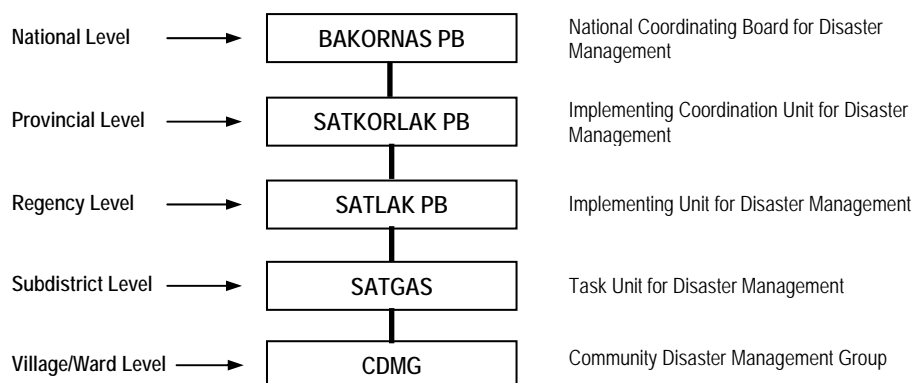 National Level
BAKORNAS PB
National Coordinating Board for Disaster
Management
Provincial Level
SATKORLAK PB
Implementing Coordination Unit for Disaster
Management
Regency Level
SATLAK PB
Implementing Unit for Disaster Management
Subdistrict Level
SATGAS
Task Unit for Disaster Management
Village/Ward Level
CDMG
Community Disaster Management Group